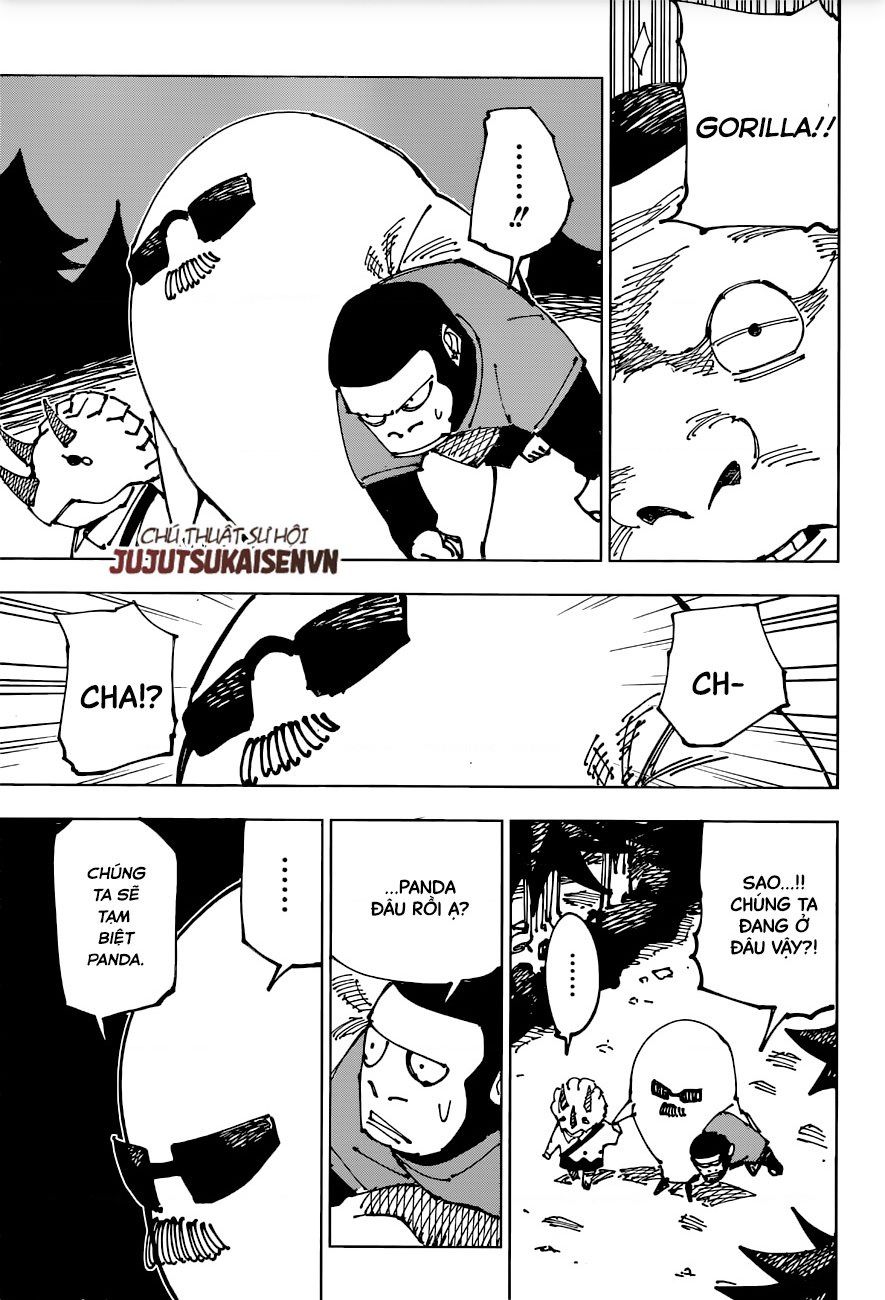 GORILLA!!
......!!
CHÚ THUẬT SƯ HỘI
JUJUTSUKAISENVN
CH-
CHA!?
SAO...!!
CHÚNG TA
ĐANG Ở
ĐÂU VẬY?!
......
...PANDA
ĐÂU RỒI Ạ?
......
CHÚNG
TA SẼ
TẠM
BIỆT
PANDA.